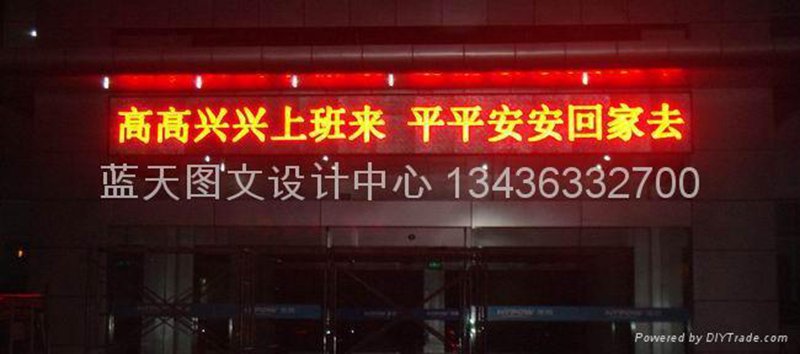 高高兴兴上班来 平平安安回家去
蓝天图文设计中心 13436332700
Powered by DIYTrade.com